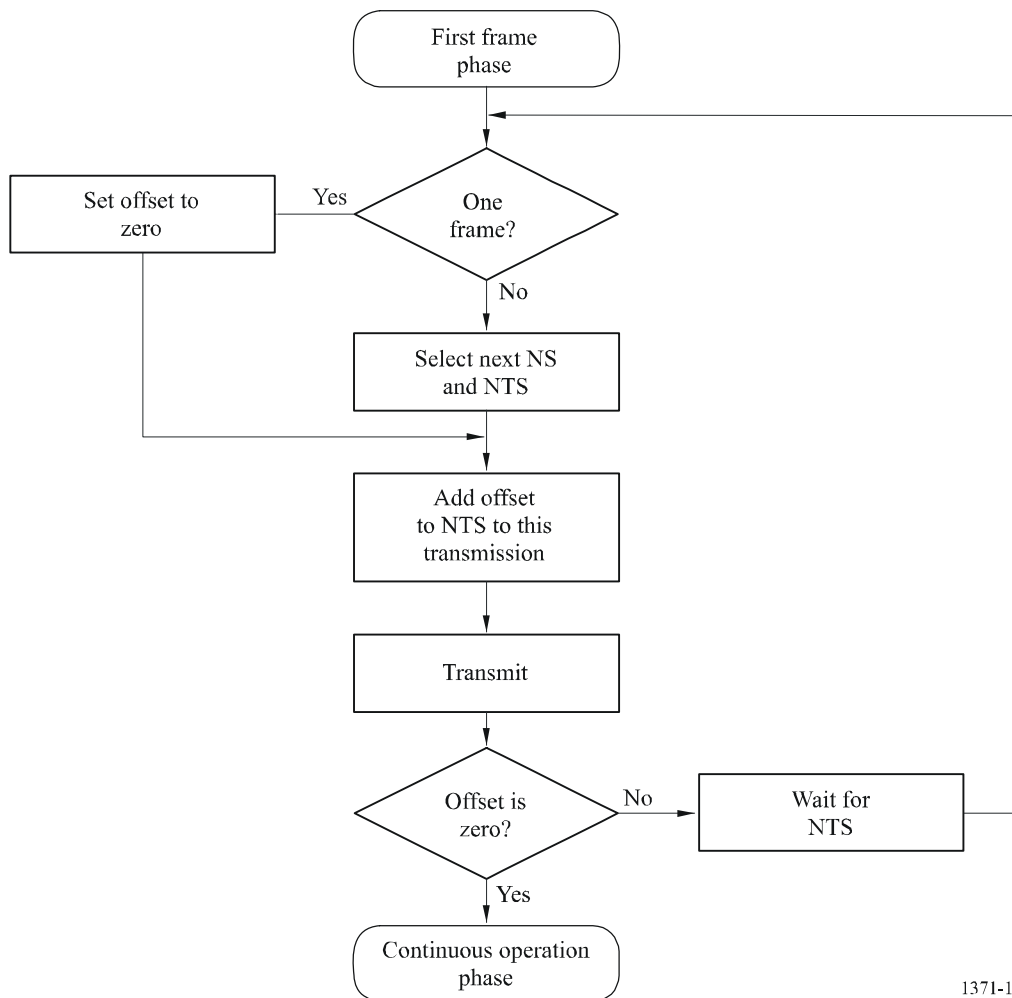 First frame
phase
One
frame?
Yes
Set offset to
zero
No
Select next NS
and NTS
Add offset
to NTS to this
transmission
Transmit
Offset is
zero?
No
Wait for
NTS
Yes
Continuous operation
phase
1371-1